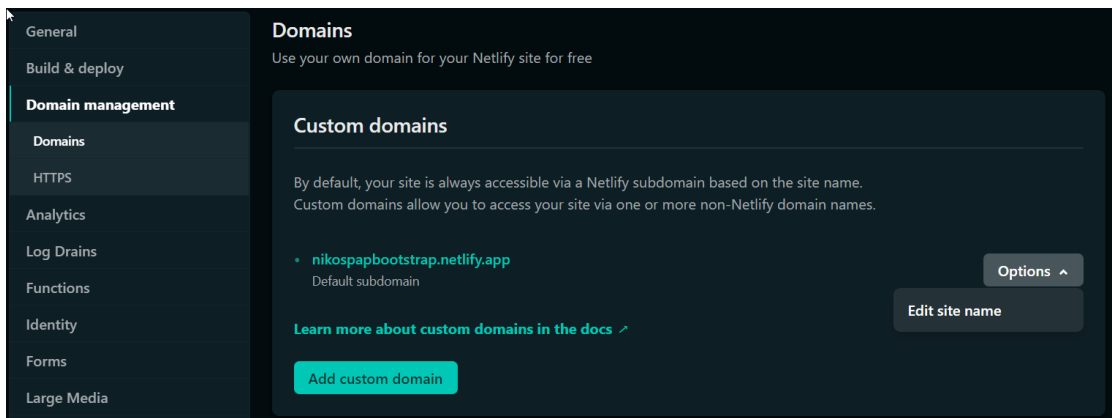 General
Build & deploy
Domain management
Domains
HTTPS
Analytics
Log Drains
Functions
Identity
Forms
Large Media
Domains
Use your own domain for your Netlify site for free
Custom domains
By default, your site is always accessible via a Netlify subdomain based on the site name.
Custom domains allow you to access your site via one or more non-Netlify domain names.
nikospapbootstrap.netlify.app
Default subdomain
Options
Edit site name
Learn more about custom domains in the docs ↗
Add custom domain